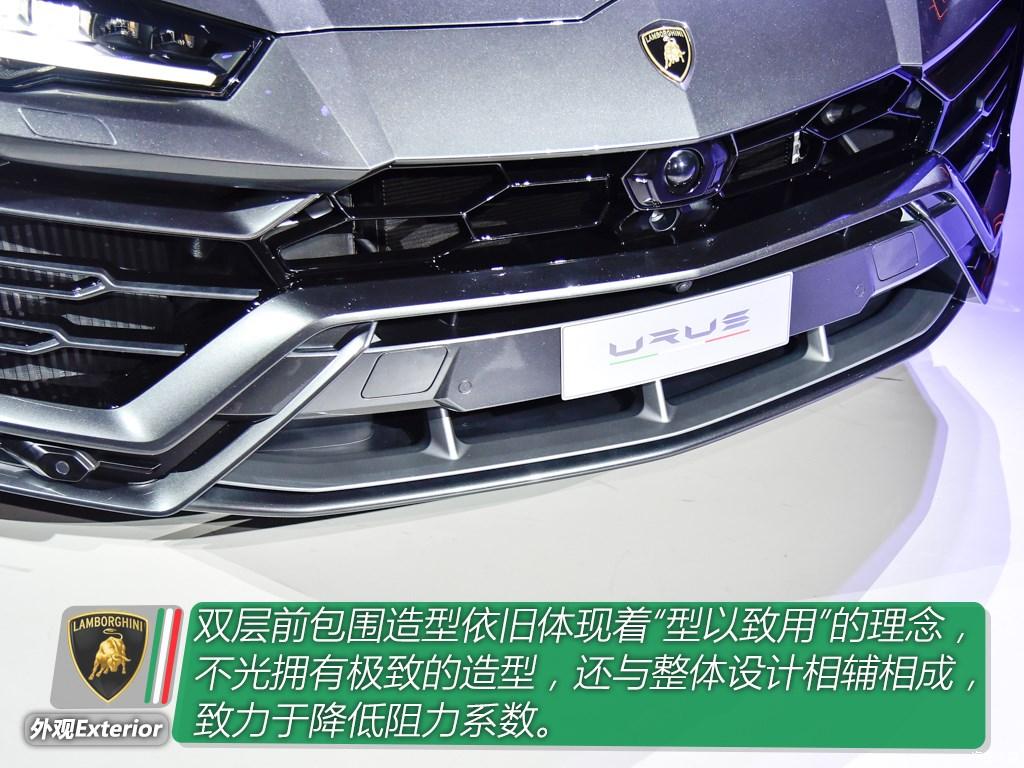 LAMBORGHINI
URUS
LAMBORGHINI
双层前包围造型依旧体现着“型以致用”的理念，
不光拥有极致的造型，还与整体设计相辅相成，
致力于降低阻力系数。
外观Exterior